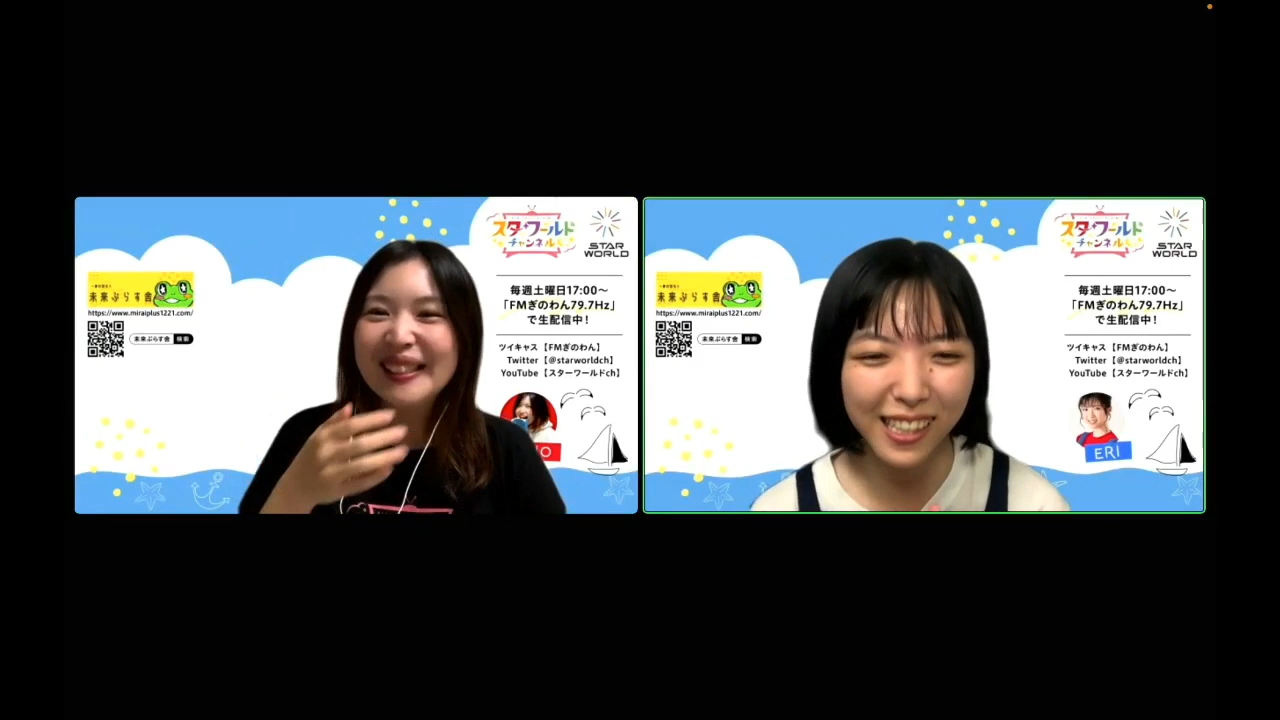 スターワールド
チャンネル
STAR
WORLD
未来ぷらす舎
https://www.miraiplus1221.com/
未来ぷらす舎 検索
毎週土曜日17:00〜
「FMぎのわん79.7Hz」
で生配信中！
ツイキャス【FMぎのわん】
Twitter【@starworldch】
YouTube【スターワールドch】
スターワールド
チャンネル
STAR
WORLD
未来ぷらす舎
https://www.miraiplus1221.com/
未来ぷらす舎 検索
毎週土曜日17:00〜
「FMぎのわん79.7Hz」
で生配信中！
ツイキャス【FMぎのわん】
Twitter【@starworldch】
YouTube【スターワールドch】
ERI